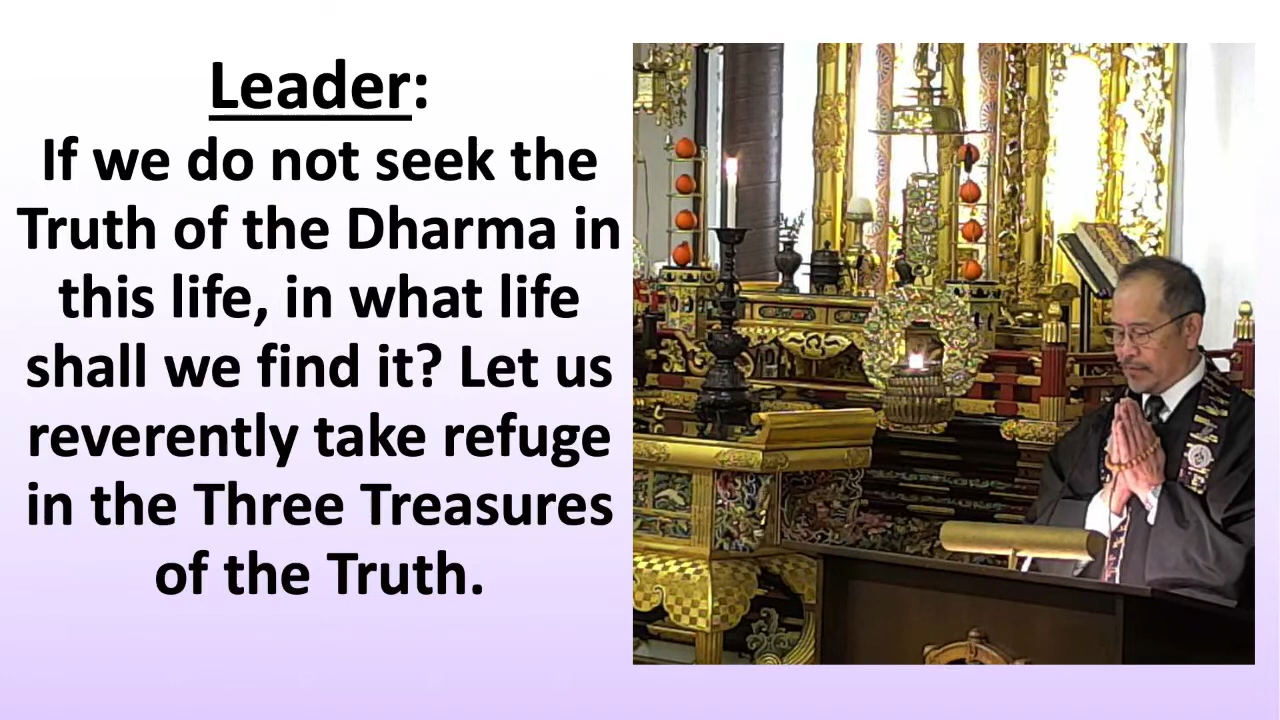 Leader:
If we do not seek the
Truth of the Dharma in
this life, in what life
shall we find it? Let us
reverently take refuge
in the Three Treasures
of the Truth.